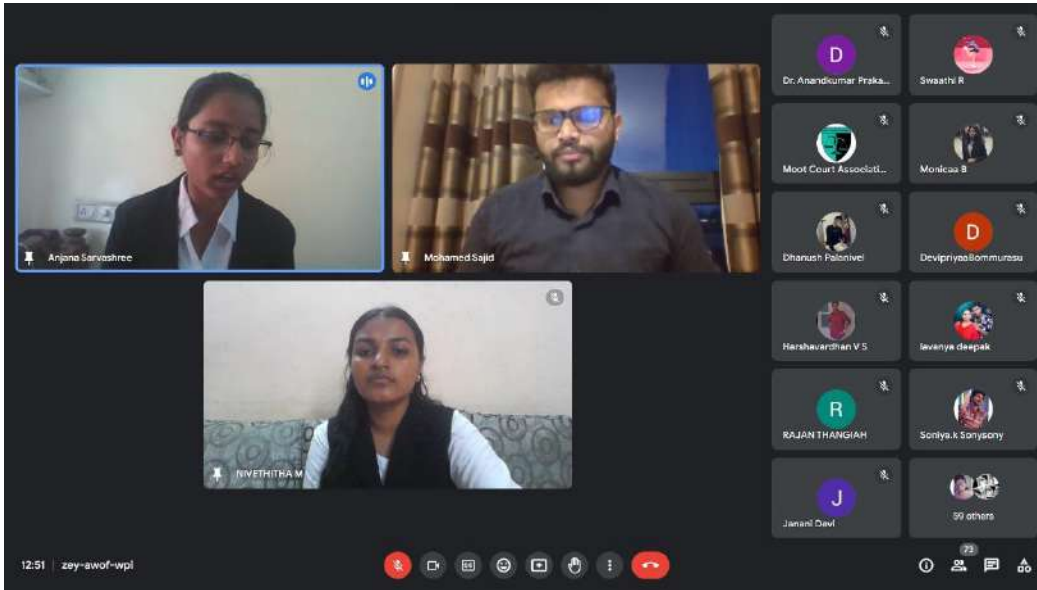 Anjana Sarvashree
Mohamed Sajid
NIVETHITHA M
D
Dr. Anandkumar Praka...
Swaathi R
Moot Court Associati...
Monicaa B
Dhanush Palanivel
D
DevipriyaaBommurasu
Harshavardhan V S
lavanya deepak
R
RAJAN THANGIAH
Soniya.k Sonysony
J
Janani Devi
59 others
12:51
zey-awof-wpi
73